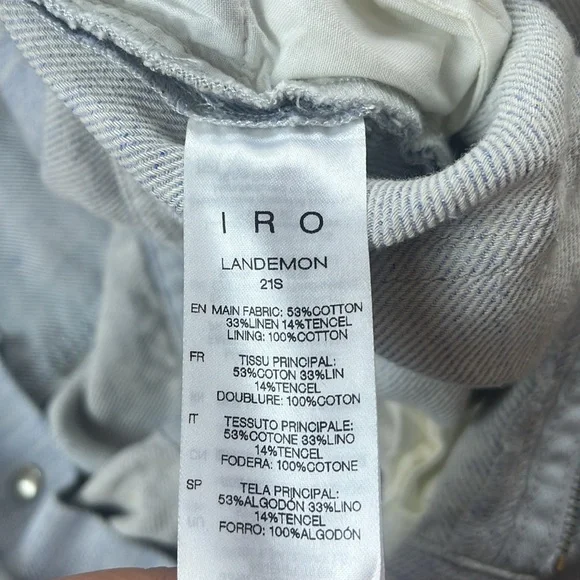 I R O
LANDEMON
21S
EN MAIN FABRIC: 53%COTTON
33%LINEN 14%TENCEL
LINING: 100%COTTON
FR TISSU PRINCIPAL:
53%COTON 33%LIN
14%TENCEL
DOUBLURE: 100%COTON
IT TESSUTO PRINCIPALE:
53%COTONE 33%LINO
14%TENCEL
FODERA: 100%COTONE
SP TELA PRINCIPAL:
53%ALGODÓN 33%LINO
14%TENCEL
FORRO: 100%ALGODÓN